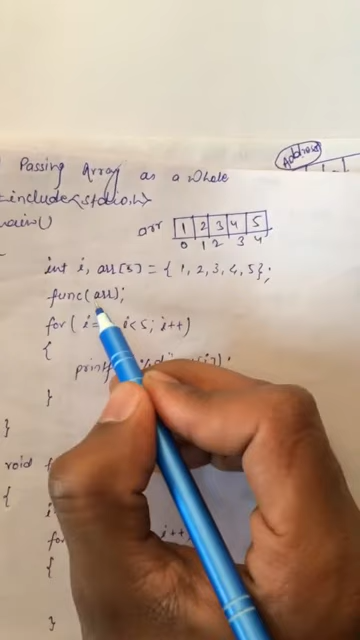 Passing Array as a whole
include<stdio.h>
main()
Address
arr 1 2 3 4 5
0 1 2 3 4
int i, arr[5] = { 1, 2, 3, 4, 5};
func(arr);
for( i= i<5; i++)
{
}
}
void
{
i++
{
}